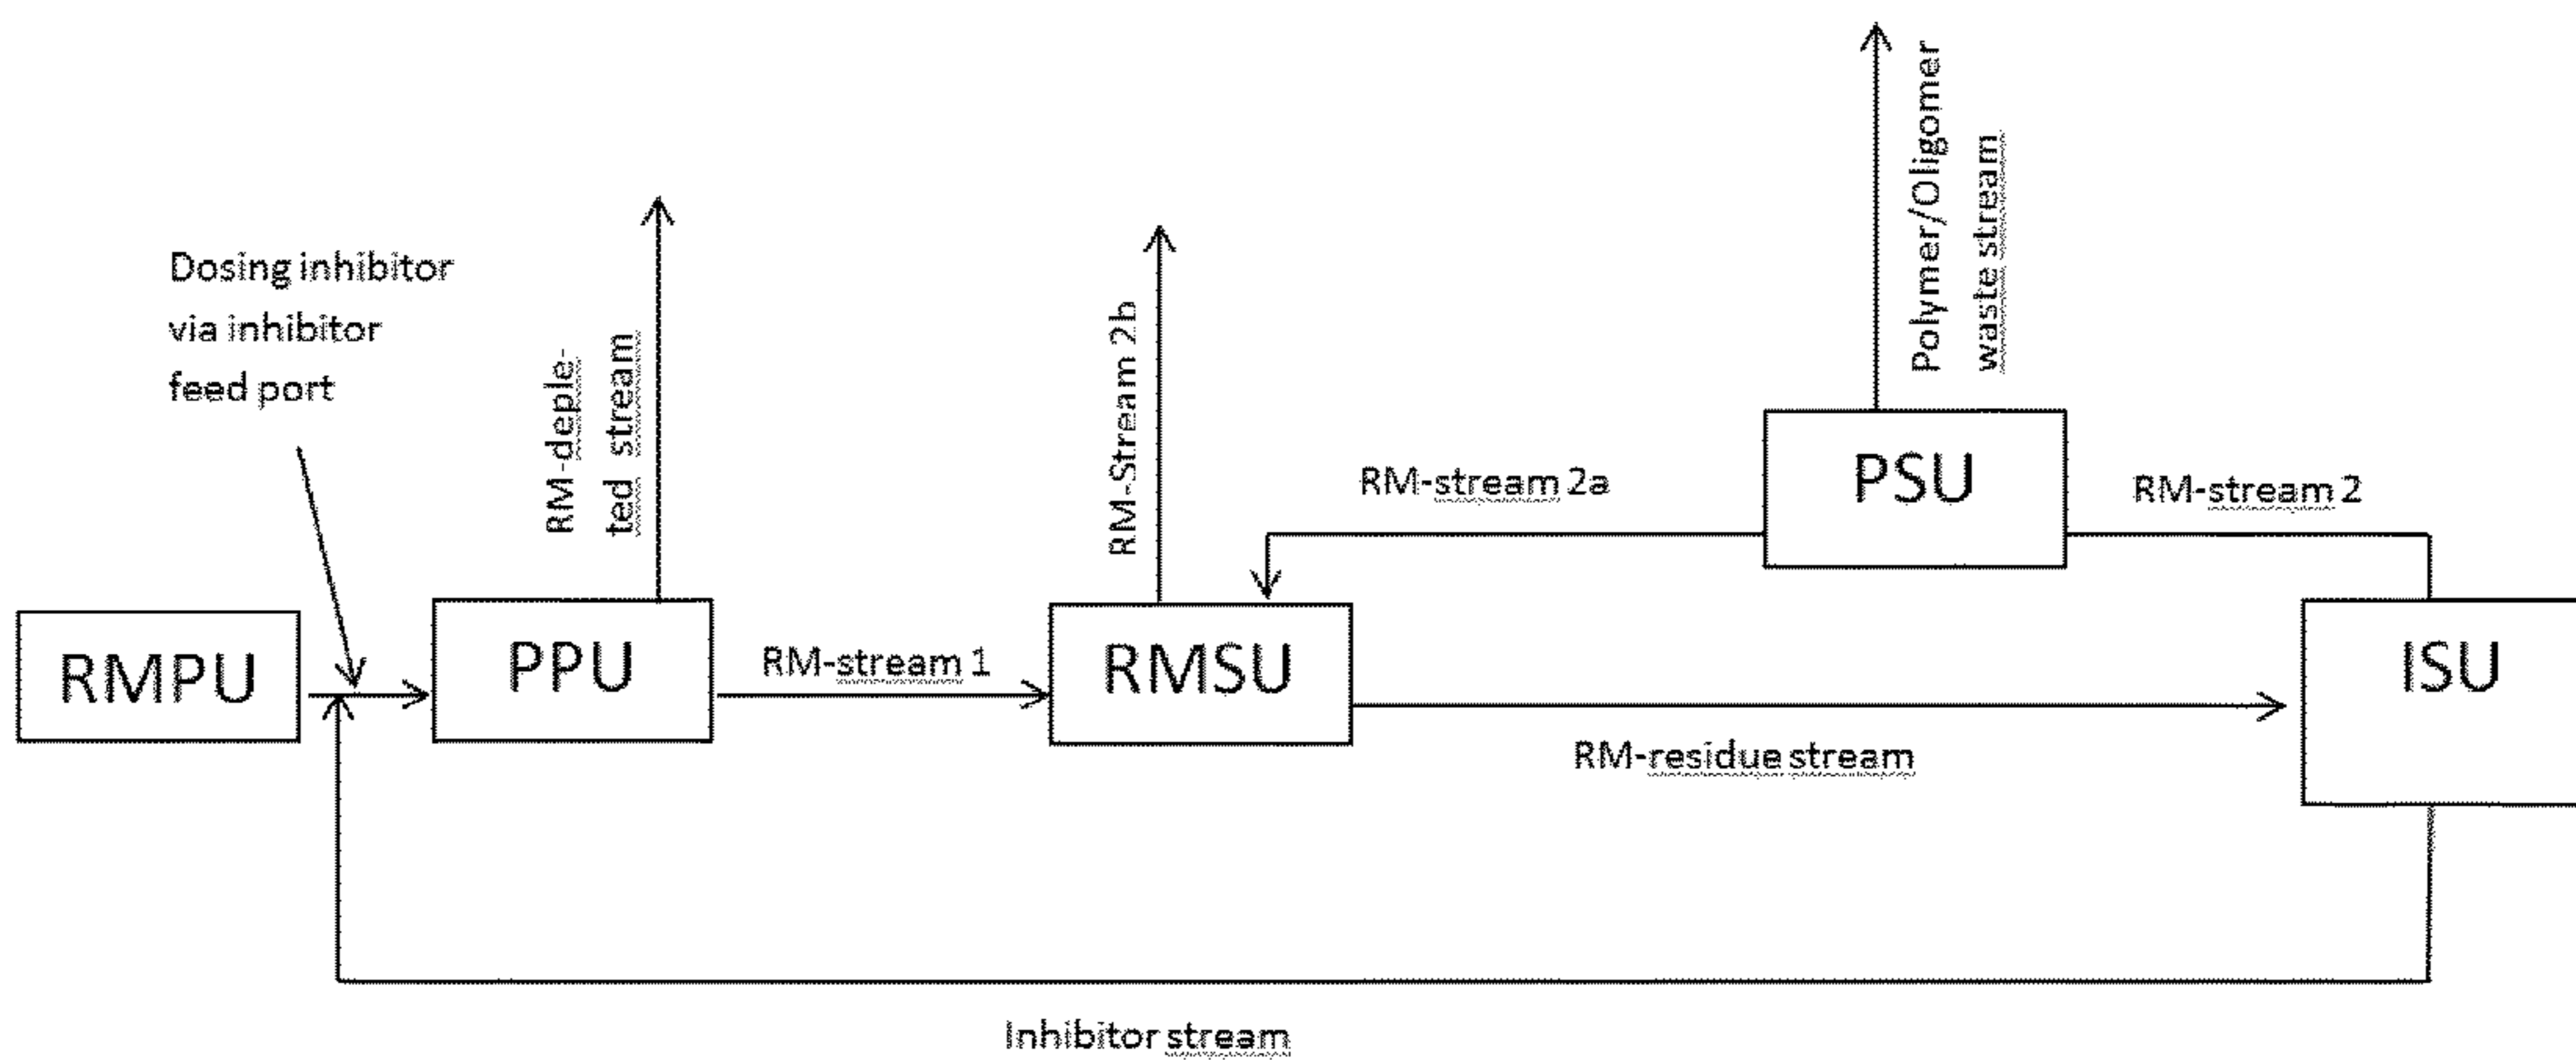 Polymer/Oligomer
waste stream
Dosing inhibitor
via inhibitor
feed port
RM-deple-
ted stream
RM-Stream 2b
RM-stream 2a
PSU
RM-stream 2
RMPU
PPU
RM-stream 1
RMSU
ISU
RM-residue stream
Inhibitor stream